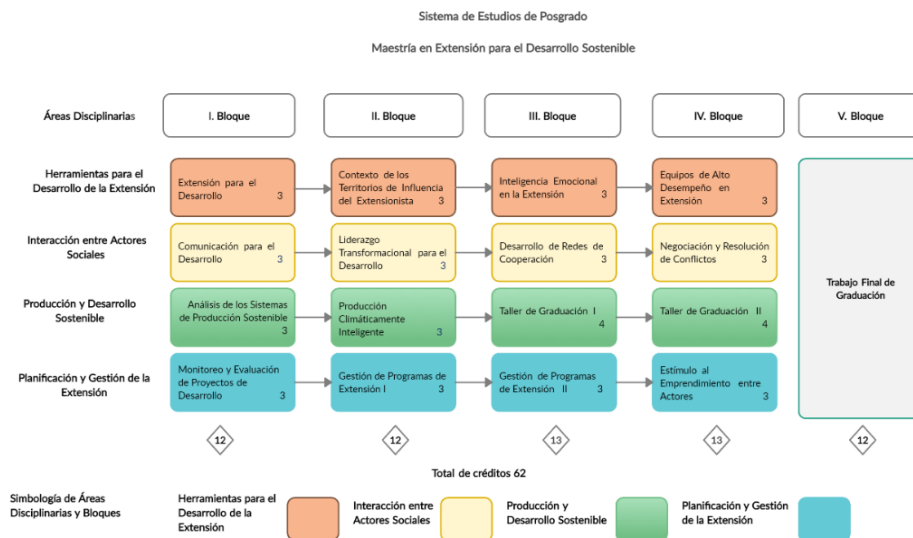 Sistema de Estudios de Posgrado
Maestría en Extensión para el Desarrollo Sostenible
Áreas Disciplinarias
I. Bloque
II. Bloque
III. Bloque
IV. Bloque
V. Bloque
Herramientas para el
Desarrollo de la Extensión
Extensión para el
Desarrollo 3
Contexto de los
Territorios de Influencia
del Extensionista 3
Inteligencia Emocional
en la Extensión 3
Equipos de Alto
Desempeño en
Extensión 3
Interacción entre Actores
Sociales
Comunicación para el
Desarrollo 3
Liderazgo
Transformacional para el
Desarrollo 3
Desarrollo de Redes de
Cooperación 3
Negociación y Resolución
de Conflictos 3
Trabajo Final de
Graduación
Producción y Desarrollo
Sostenible
Análisis de los Sistemas
de Producción Sostenible
3
Producción
Climáticamente
Inteligente 3
Taller de Graduación I
4
Taller de Graduación II
4
Planificación y Gestión de la
Extensión
Monitoreo y Evaluación
de Proyectos de
Desarrollo 3
Gestión de Programas de
Extensión I 3
Gestión de Programas
de Extensión II 3
Estímulo al
Emprendimiento entre
Actores 3
12
12
13
13
12
Total de créditos 62
Simbología de Áreas
Disciplinarias y Bloques
Herramientas para el
Desarrollo de la
Extensión
Interacción entre
Actores Sociales
Producción y
Desarrollo Sostenible
Planificación y Gestión
de la Extensión